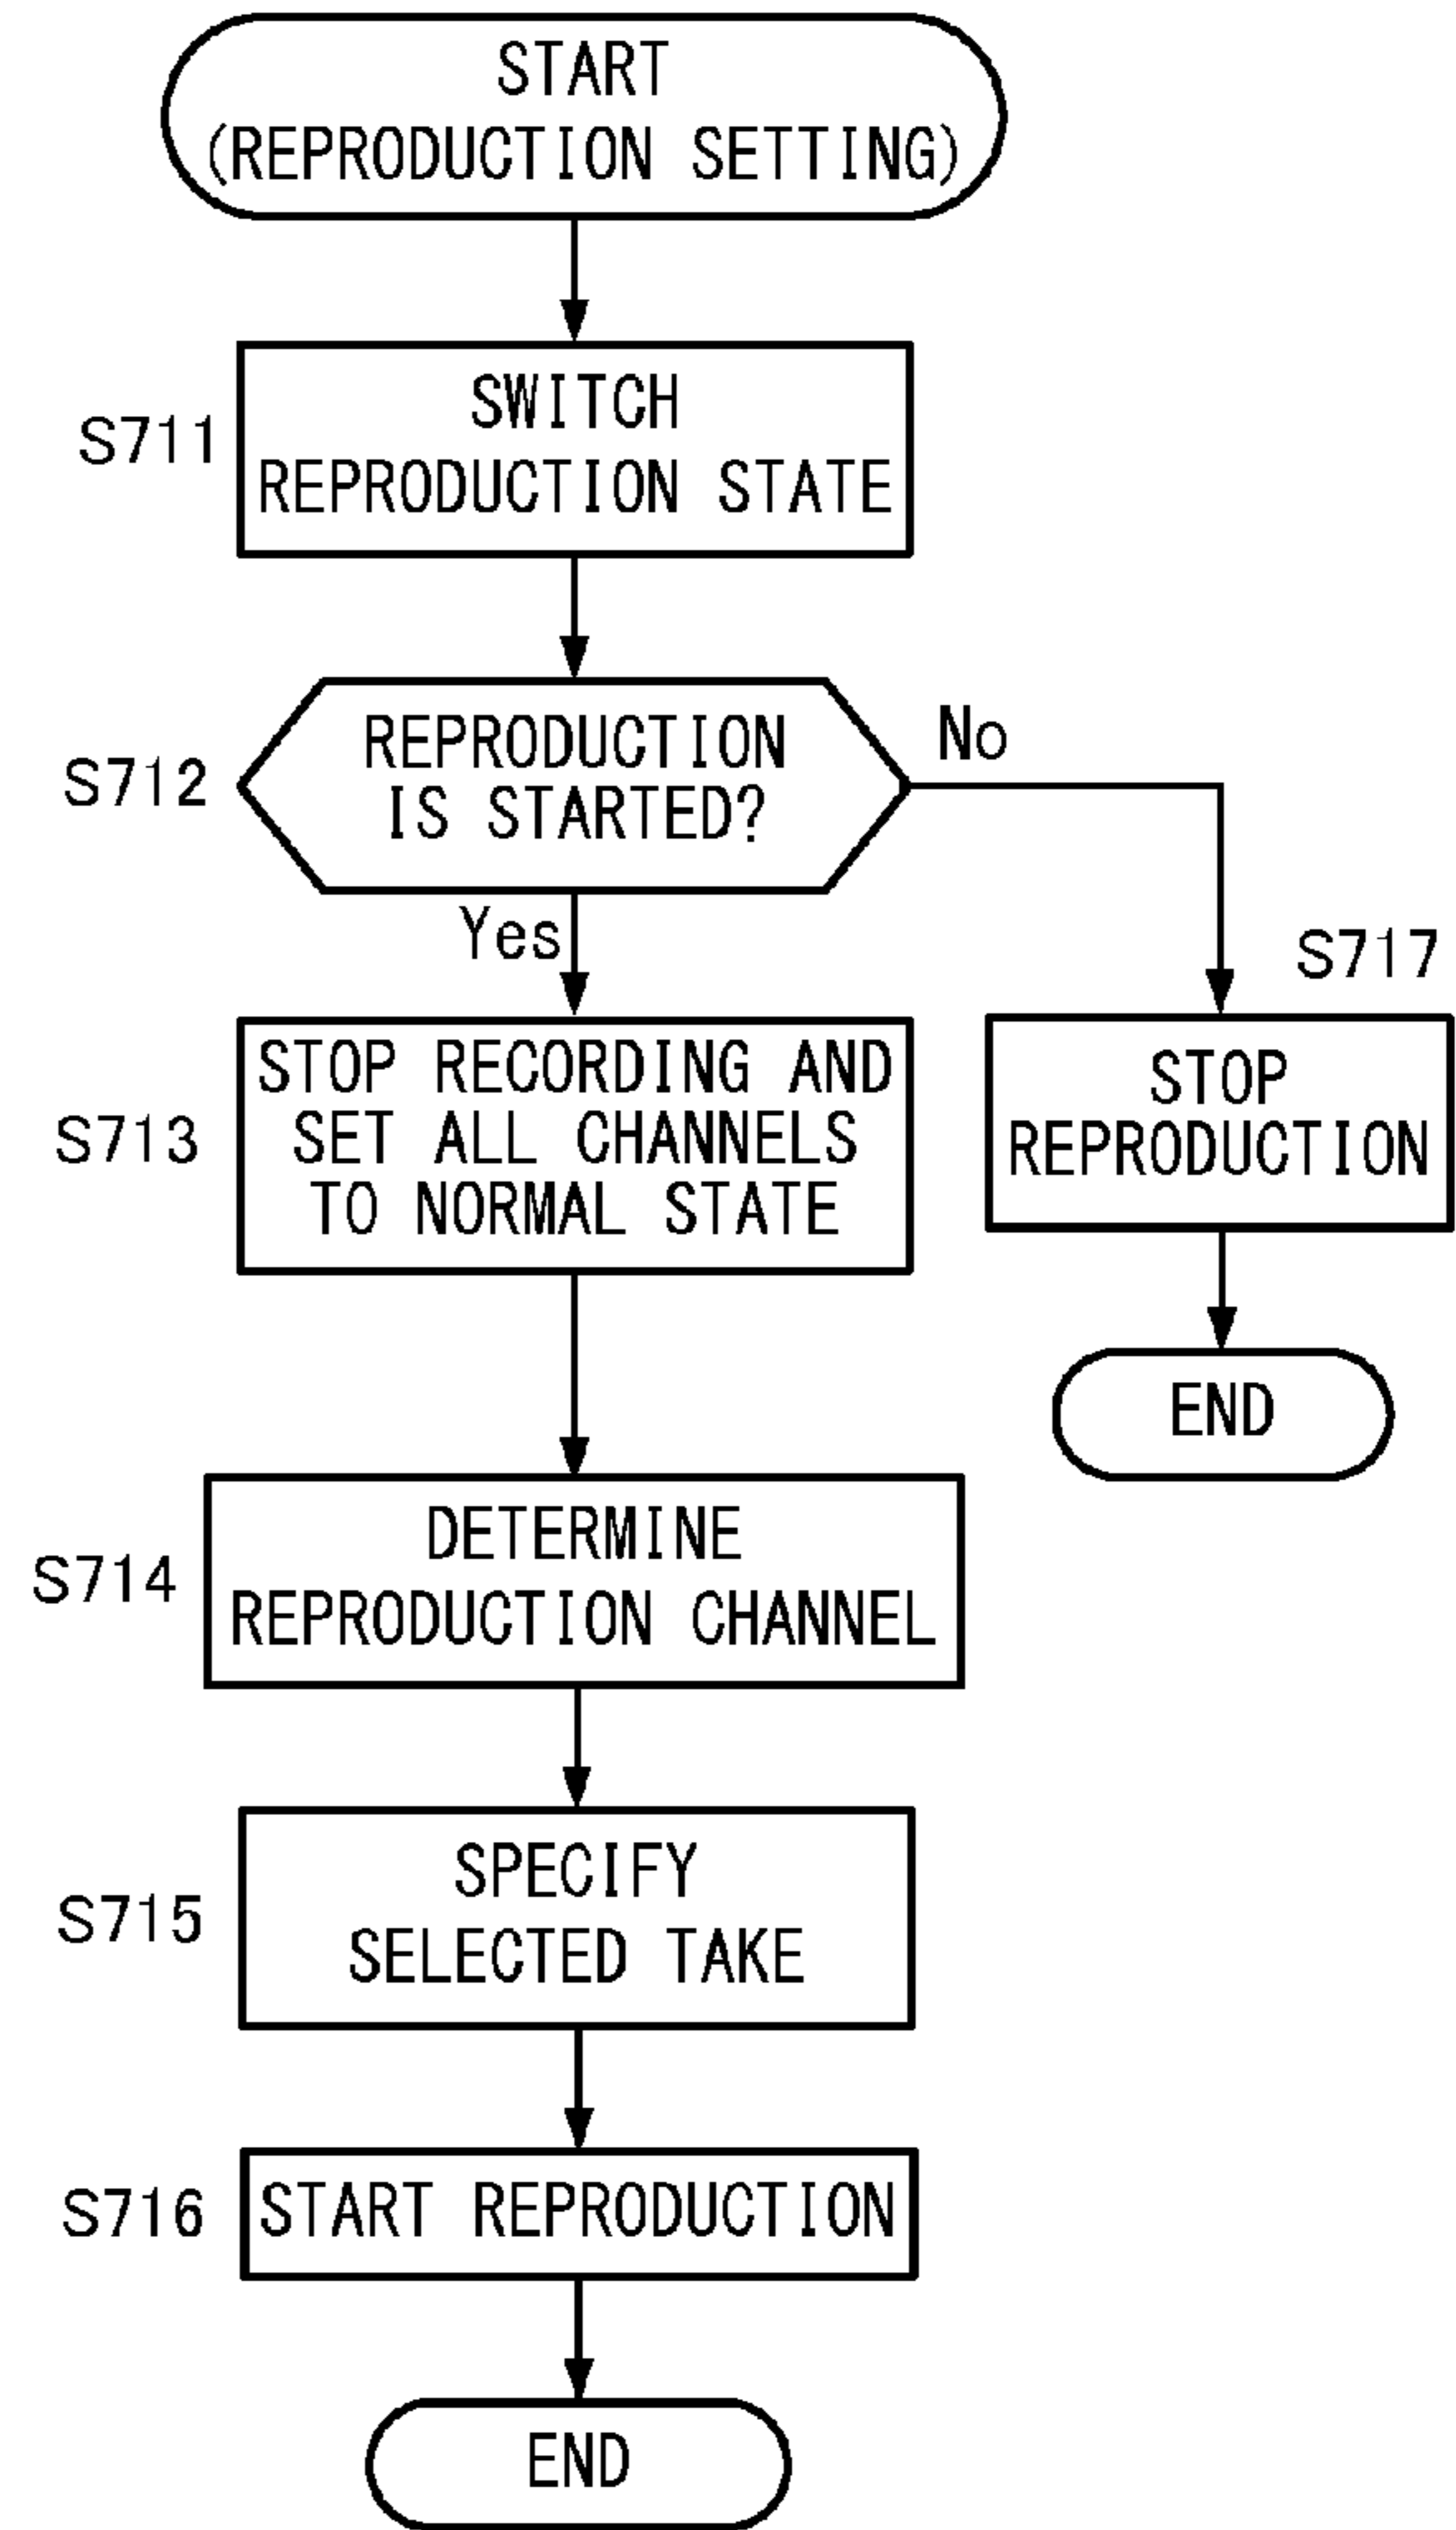 START
(REPRODUCTION SETTING)
S711
SWITCH
REPRODUCTION STATE
S712
REPRODUCTION
IS STARTED?
No
Yes
S713
STOP RECORDING AND
SET ALL CHANNELS
TO NORMAL STATE
S717
STOP
REPRODUCTION
END
S714
DETERMINE
REPRODUCTION CHANNEL
S715
SPECIFY
SELECTED TAKE
S716
START REPRODUCTION
END